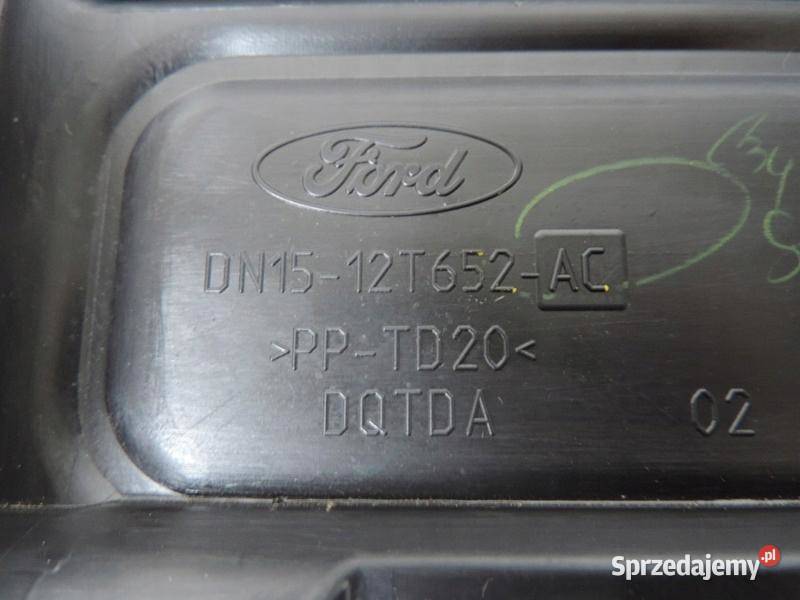 Ford
DN15-12T652-AC
>PP-TD20<
DQTDA 02
Sprzedajemy.pl